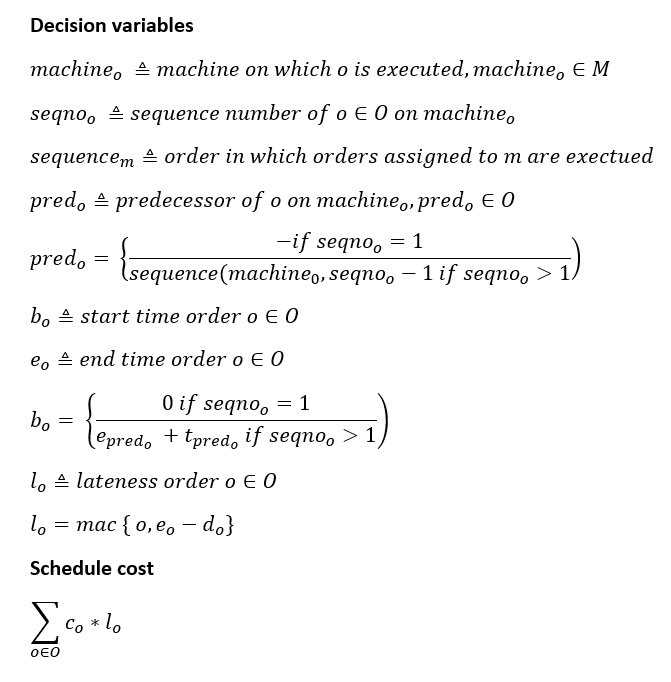 Decision variables
machineₒ ≜ machine on which o is executed, machineₒ ∈ M
seqnoₒ ≜ sequence number of o ∈ O on machineₒ
sequenceₘ ≜ order in which orders assigned to m are exectued
predₒ ≜ predecessor of o on machineₒ, predₒ ∈ O
predₒ = { −if seqnoₒ = 1
sequence(machine₀, seqnoₒ − 1 if seqnoₒ > 1 )
bₒ ≜ start time order o ∈ O
eₒ ≜ end time order o ∈ O
bₒ = { 0 if seqnoₒ = 1
e_predₒ + t_predₒ if seqnoₒ > 1 )
lₒ ≜ lateness order o ∈ O
lₒ = mac { o, eₒ − dₒ}
Schedule cost
∑ cₒ * lₒ
o∈O